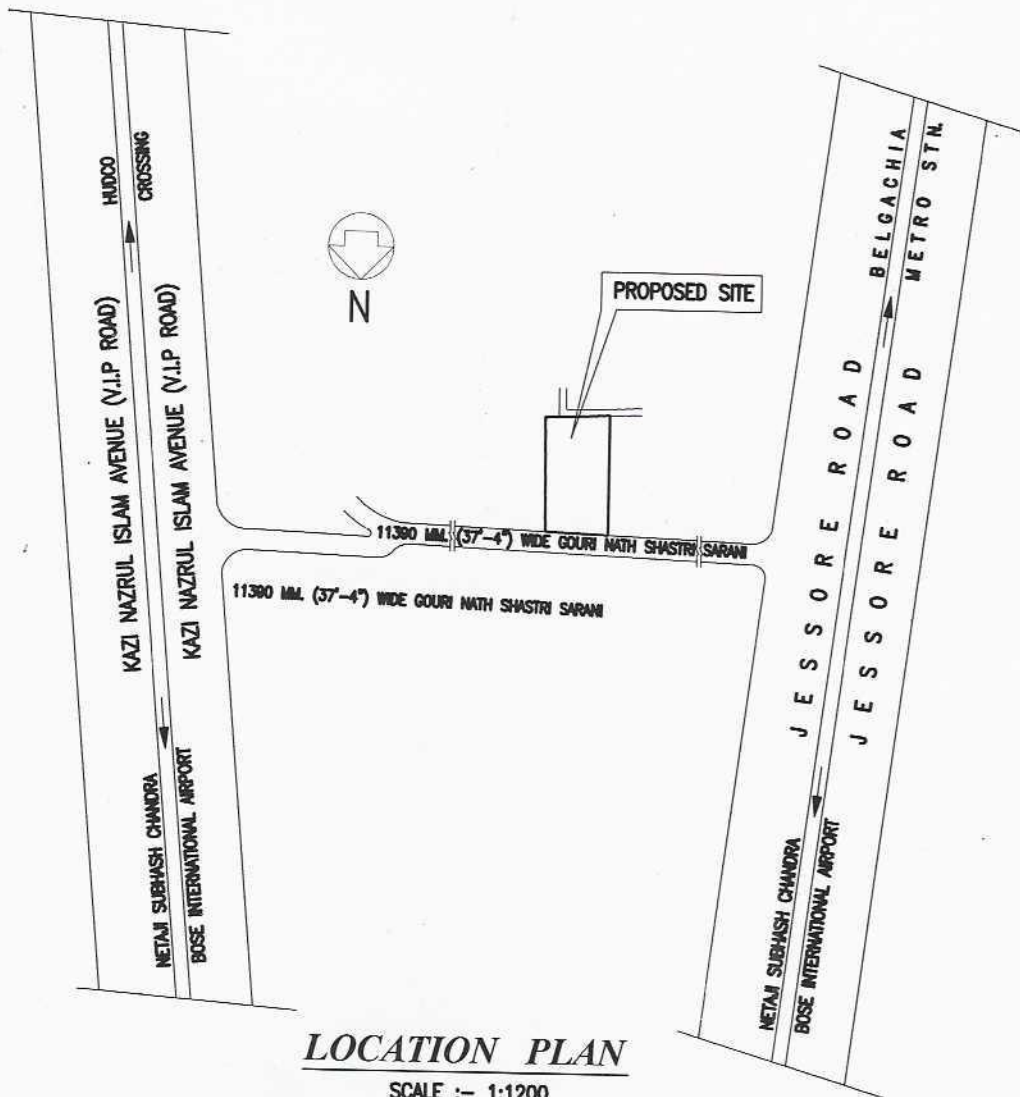 HUDCO
CROSSING
KAZI NAZRUL ISLAM AVENUE (V.I.P ROAD)
KAZI NAZRUL ISLAM AVENUE (V.I.P ROAD)
NETAJI SUBHASH CHANDRA
BOSE INTERNATIONAL AIRPORT
N
PROPOSED SITE
11390 MM. (37'-4") WIDE GOURI NATH SHASTRI SARANI
11390 MM. (37'-4") WIDE GOURI NATH SHASTRI SARANI
BELGACHIA
METRO STN.
JESSORE ROAD
JESSORE ROAD
NETAJI SUBHASH CHANDRA
BOSE INTERNATIONAL AIRPORT
LOCATION PLAN
SCALE :- 1:1200